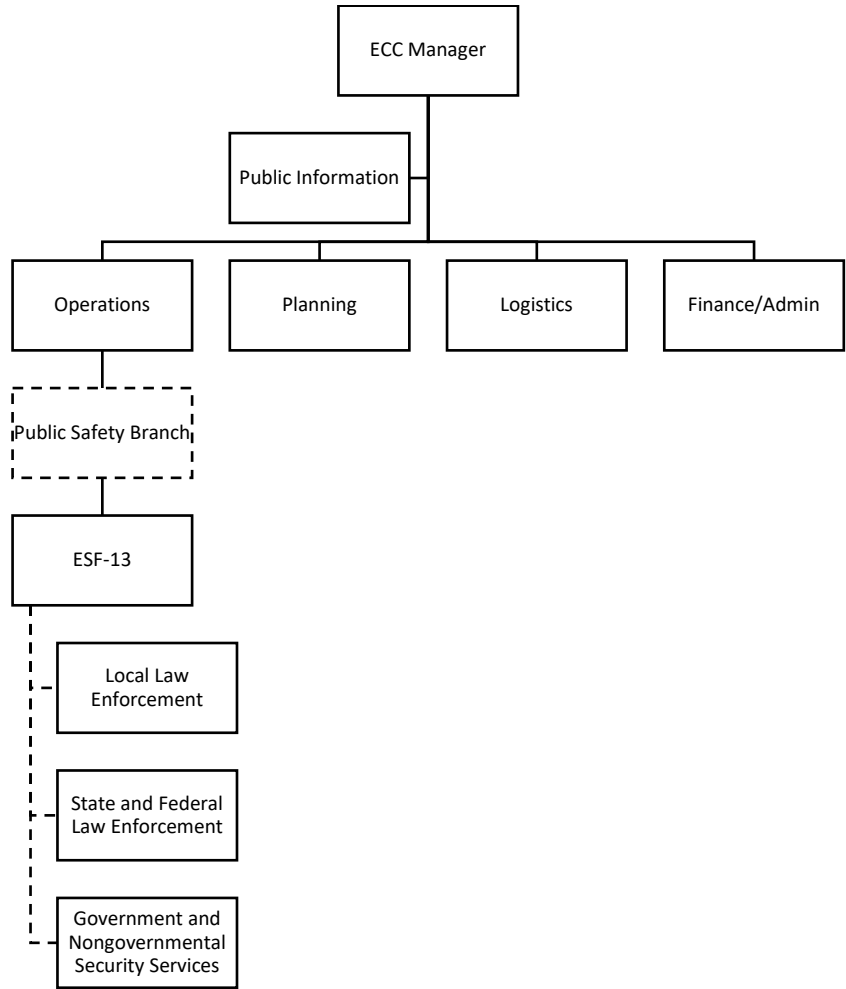 ECC Manager
Public Information
Operations
Planning
Logistics
Finance/Admin
Public Safety Branch
ESF-13
Local Law
Enforcement
State and Federal
Law Enforcement
Government and
Nongovernmental
Security Services